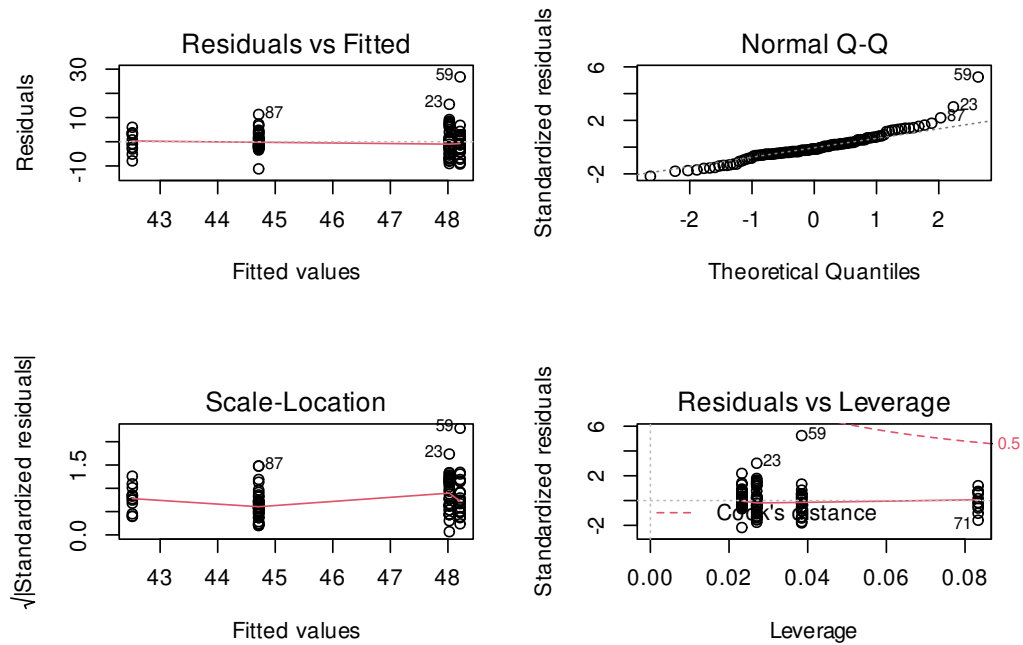 Residuals vs Fitted
Residuals
-10 10 30
59
23
87
43 44 45 46 47 48
Fitted values
Normal Q-Q
Standardized residuals
-2 2 6
59
23
87
-2 -1 0 1 2
Theoretical Quantiles
Scale-Location
√|Standardized residuals|
0.0 1.5
59
23
87
43 44 45 46 47 48
Fitted values
Residuals vs Leverage
Standardized residuals
-2 2 6
59
23
0.5
Cook's distance
71
0.00 0.02 0.04 0.06 0.08
Leverage